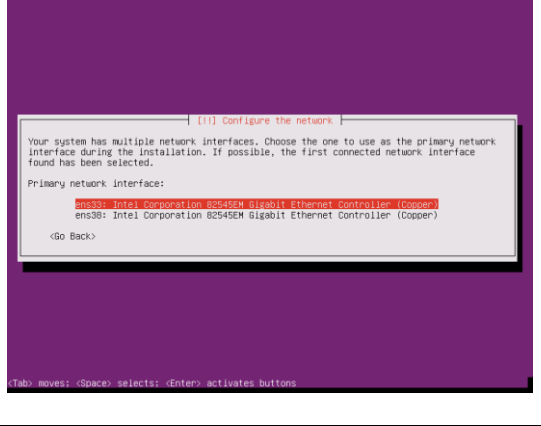 [!!] Configure the network
Your system has multiple network interfaces. Choose the one to use as the primary network
interface during the installation. If possible, the first connected network interface
found has been selected.
Primary network interface:
ens33: Intel Corporation 82545EM Gigabit Ethernet Controller (Copper)
ens38: Intel Corporation 82545EM Gigabit Ethernet Controller (Copper)
<Go Back>
<Tab> moves; <Space> selects; <Enter> activates buttons